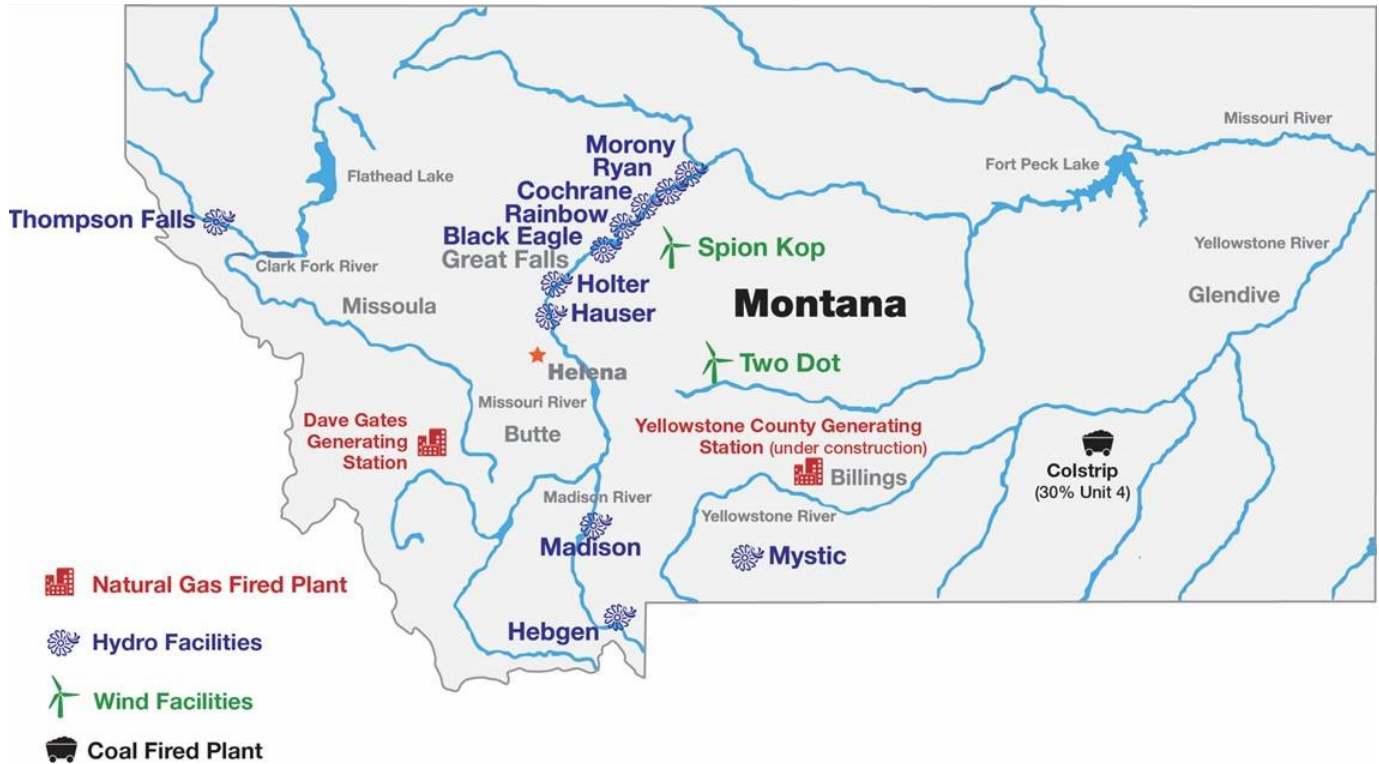 Morony
Ryan
Cochrane
Rainbow
Black Eagle
Great Falls
Missouri River
Fort Peck Lake
Flathead Lake
Thompson Falls
Clark Fork River
Spion Kop
Yellowstone River
Holter
Missoula
Hauser
Montana
Glendive
Helena
Two Dot
Missouri River
Butte
Dave Gates
Generating
Station
Yellowstone County Generating
Station (under construction)
Billings
Colstrip
(30% Unit 4)
Madison River
Yellowstone River
Madison
Mystic
Hebgen
Natural Gas Fired Plant
Hydro Facilities
Wind Facilities
Coal Fired Plant